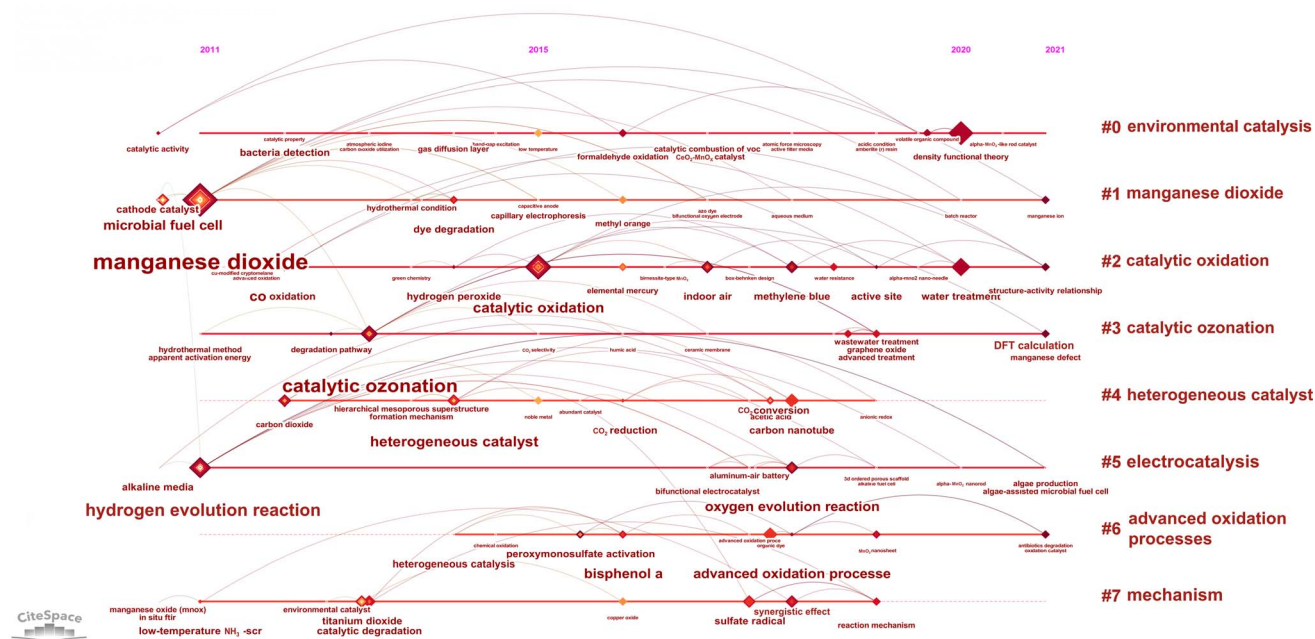 2011 2015 2020 2021
#0 environmental catalysis
catalytic activity
catalytic property
bacteria detection
atmospheric iodine
carbon oxide utilization
gas diffusion layer
low temperature
formaldehyde oxidation
catalytic combustion of voc
CeO₂-MnOₓ catalyst
atomic force microscopy
active filter media
acidic condition
amberlite (r) resin
volatile organic compound
density functional theory
alpha-MnO₂-like rod catalyst
#1 manganese dioxide
cathode catalyst
microbial fuel cell
hydrothermal condition
dye degradation
capacitive anode
capillary electrophoresis
methyl orange
azo dye
bifunctional oxygen electrode
aqueous medium
batch reactor
manganese ion
#2 catalytic oxidation
manganese dioxide
cu-modified cryptomelane
advanced oxidation
co oxidation
green chemistry
hydrogen peroxide
catalytic oxidation
elemental mercury
birnessite-type MnO₂
indoor air
box-behnken design
methylene blue
water resistance
active site
alpha-mno2 nano-needle
water treatment
structure-activity relationship
#3 catalytic ozonation
hydrothermal method
apparent activation energy
degradation pathway
catalytic ozonation
CO₂ selectivity
humic acid
ceramic membrane
wastewater treatment
graphene oxide
advanced treatment
DFT calculation
manganese defect
#4 heterogeneous catalyst
carbon dioxide
hierarchical mesoporous superstructure
formation mechanism
heterogeneous catalyst
noble metal
abundant catalyst
CO₂ reduction
CO₂ conversion
acetic acid
carbon nanotube
anionic redox
#5 electrocatalysis
alkaline media
hydrogen evolution reaction
aluminum-air battery
bifunctional electrocatalyst
oxygen evolution reaction
3d ordered porous scaffold
alkaline fuel cell
alpha-MnO₂ nanorod
algae production
algae-assisted microbial fuel cell
#6 advanced oxidation
processes
chemical oxidation
heterogeneous catalysis
peroxymonosulfate activation
bisphenol a
advanced oxidation proce
organic dye
advanced oxidation processe
MnO₂ nanosheet
antibiotics degradation
oxidation catalyst
#7 mechanism
manganese oxide (mnox)
in situ ftir
low-temperature NH₃ -scr
environmental catalyst
titanium dioxide
catalytic degradation
copper oxide
sulfate radical
synergistic effect
reaction mechanism
CiteSpace